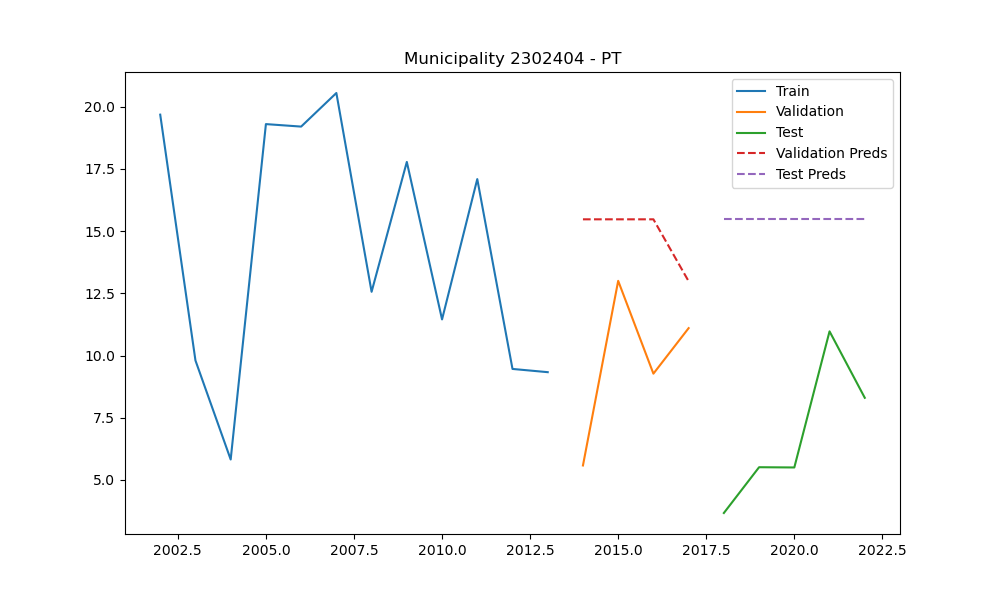 Municipality 2302404 - PT
Train
Validation
Test
Validation Preds
Test Preds
20.0
17.5
15.0
12.5
10.0
7.5
5.0
2002.5 2005.0 2007.5 2010.0 2012.5 2015.0 2017.5 2020.0 2022.5